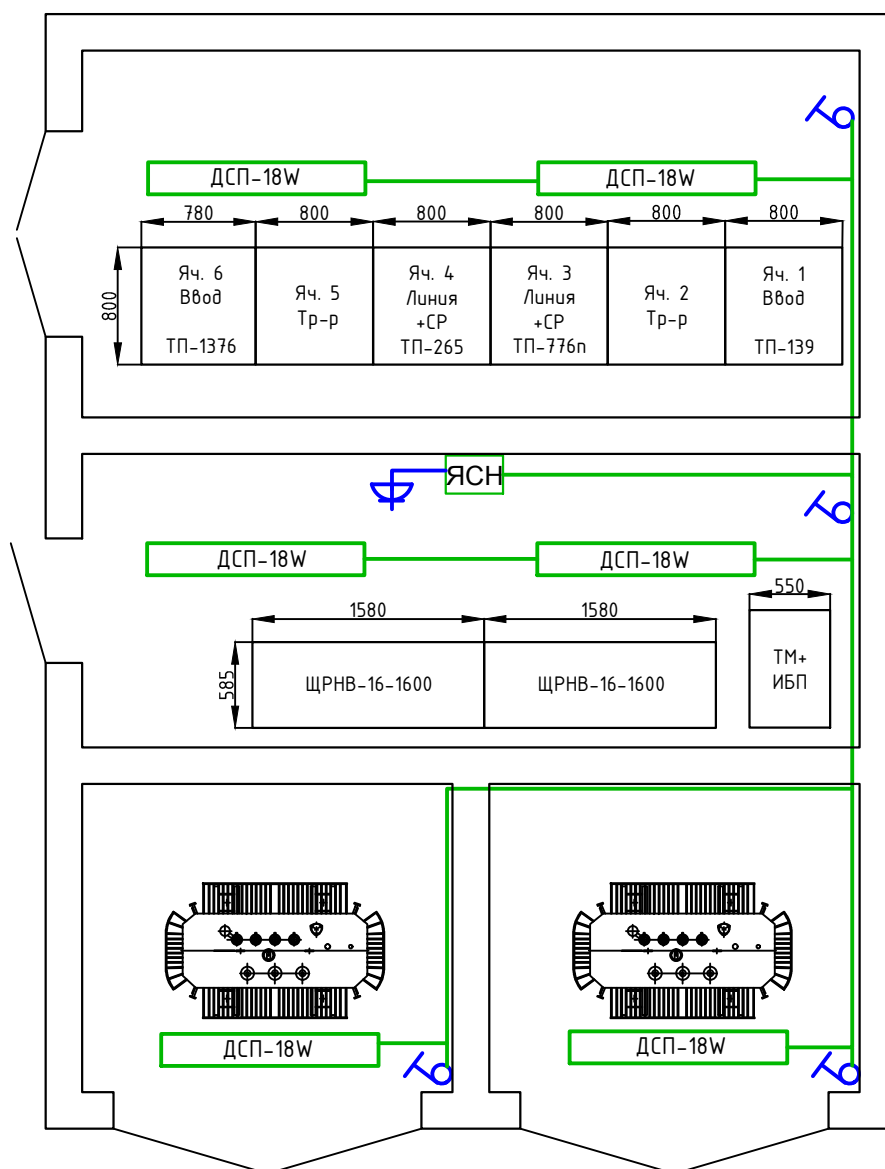 ДСП-18W
ДСП-18W
780
800
800
800
800
800
800
Яч. 6
Ввод
ТП-1376
Яч. 5
Тр-р
Яч. 4
Линия
+СР
ТП-265
Яч. 3
Линия
+СР
ТП-776п
Яч. 2
Тр-р
Яч. 1
Ввод
ТП-139
ЯСН
ДСП-18W
ДСП-18W
1580
1580
550
585
ЩРНВ-16-1600
ЩРНВ-16-1600
ТМ+
ИБП
ДСП-18W
ДСП-18W